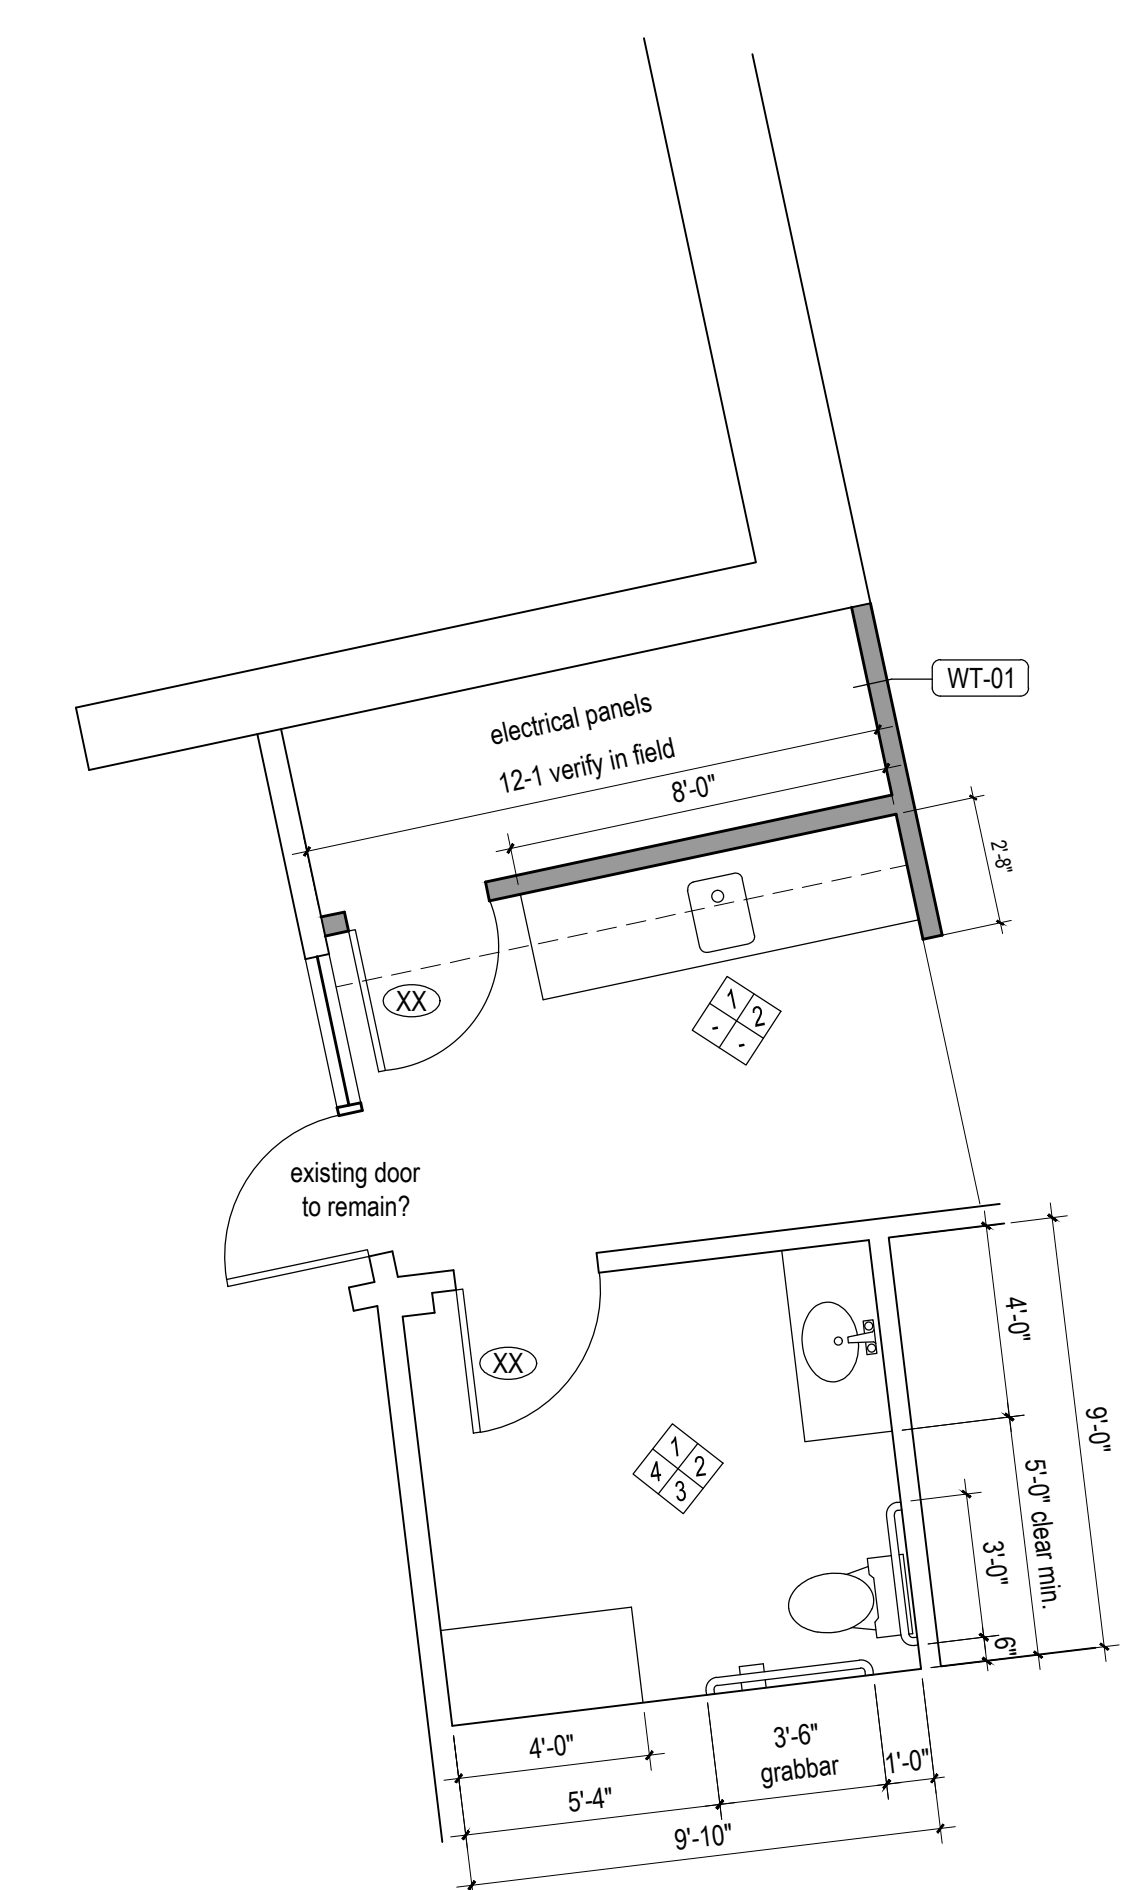 WT-01
electrical panels
12-1 verify in field
8'-0"
2'-8"
XX
1
2
-
-
existing door
to remain?
XX
4'-0"
9'-0"
1
4
2
3
5'-0" clear min.
3'-0"
6"
4'-0"
3'-6"
grabbar
1'-0"
5'-4"
9'-10"